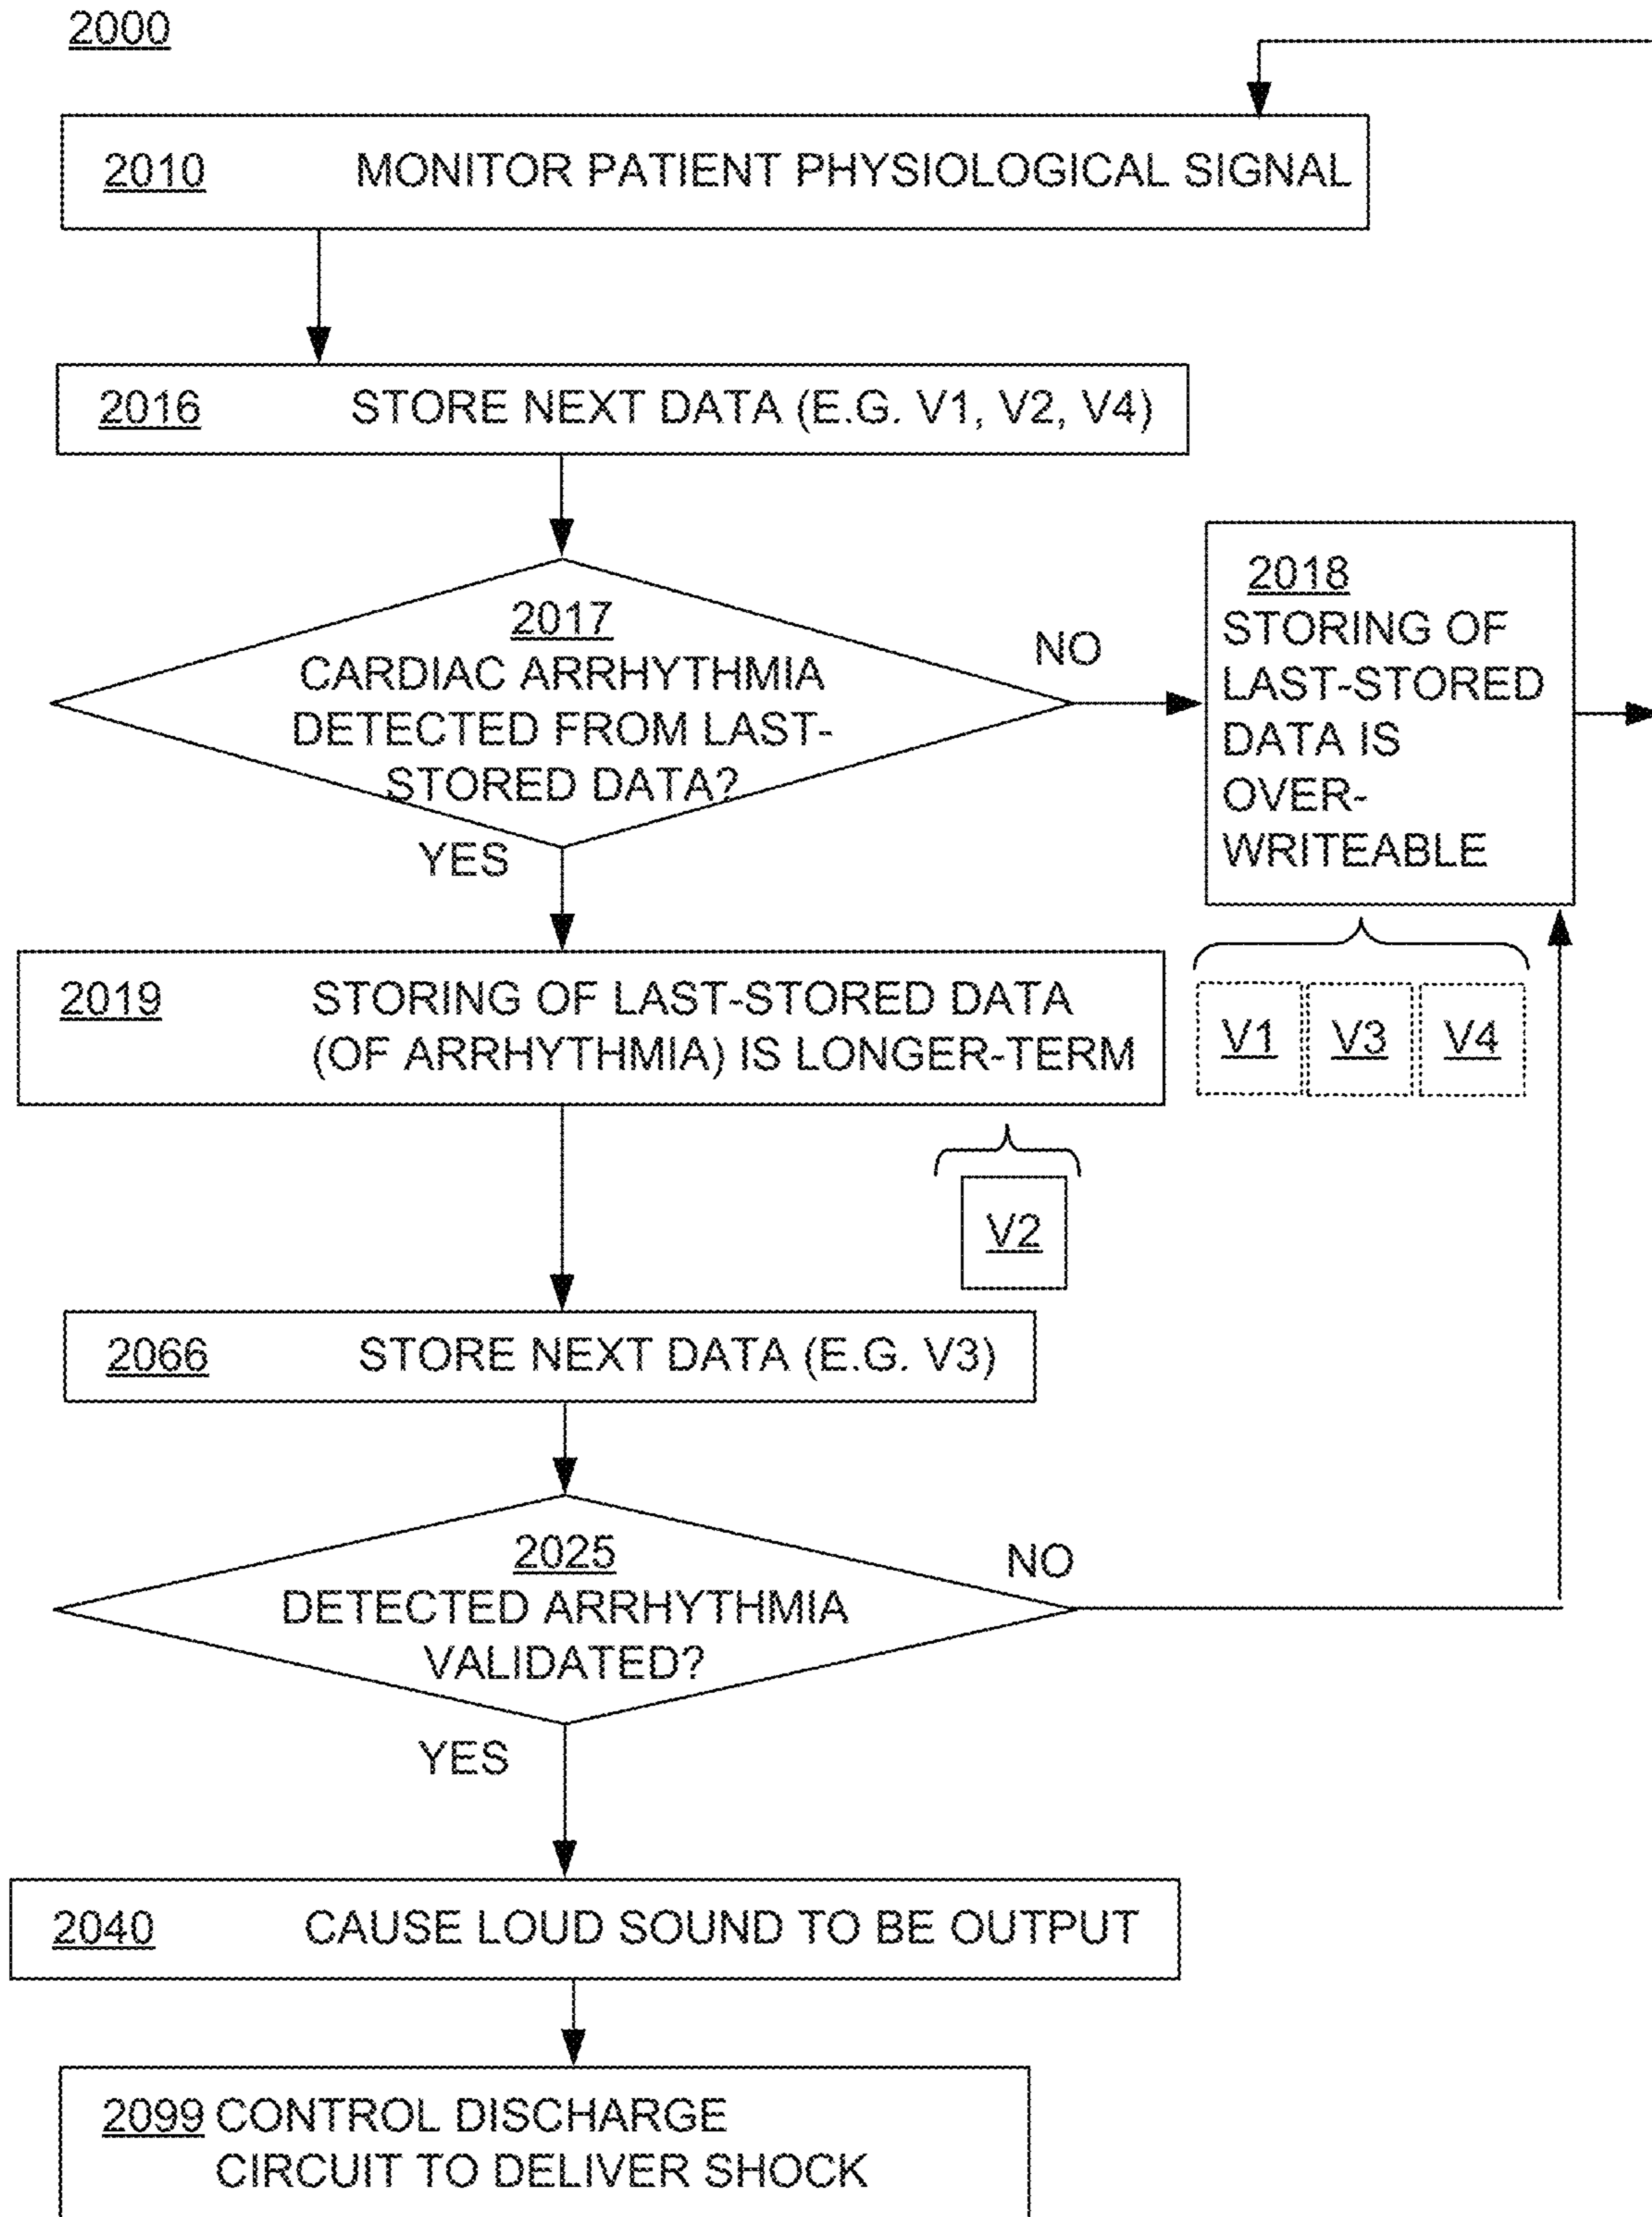 2000
2010 MONITOR PATIENT PHYSIOLOGICAL SIGNAL
2016 STORE NEXT DATA (E.G. V1, V2, V4)
2017
CARDIAC ARRHYTHMIA
DETECTED FROM LAST-
STORED DATA?
NO
YES
2018
STORING OF
LAST-STORED
DATA IS
OVER-
WRITEABLE
V1 V3 V4
2019 STORING OF LAST-STORED DATA
(OF ARRHYTHMIA) IS LONGER-TERM
V2
2066 STORE NEXT DATA (E.G. V3)
2025
DETECTED ARRHYTHMIA
VALIDATED?
NO
YES
2040 CAUSE LOUD SOUND TO BE OUTPUT
2099 CONTROL DISCHARGE
CIRCUIT TO DELIVER SHOCK